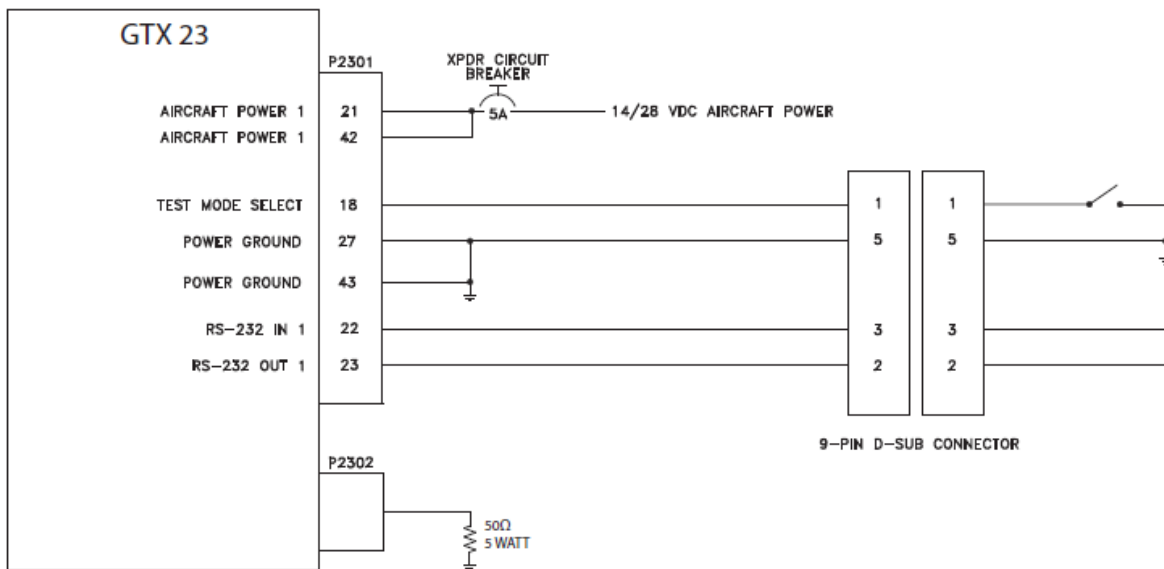 GTX 23
P2301
XPDR CIRCUIT
BREAKER
AIRCRAFT POWER 1 21 5A 14/28 VDC AIRCRAFT POWER
AIRCRAFT POWER 1 42
TEST MODE SELECT 18 1 1
POWER GROUND 27 5 5
POWER GROUND 43
RS-232 IN 1 22 3 3
RS-232 OUT 1 23 2 2
9-PIN D-SUB CONNECTOR
P2302
50Ω
5 WATT